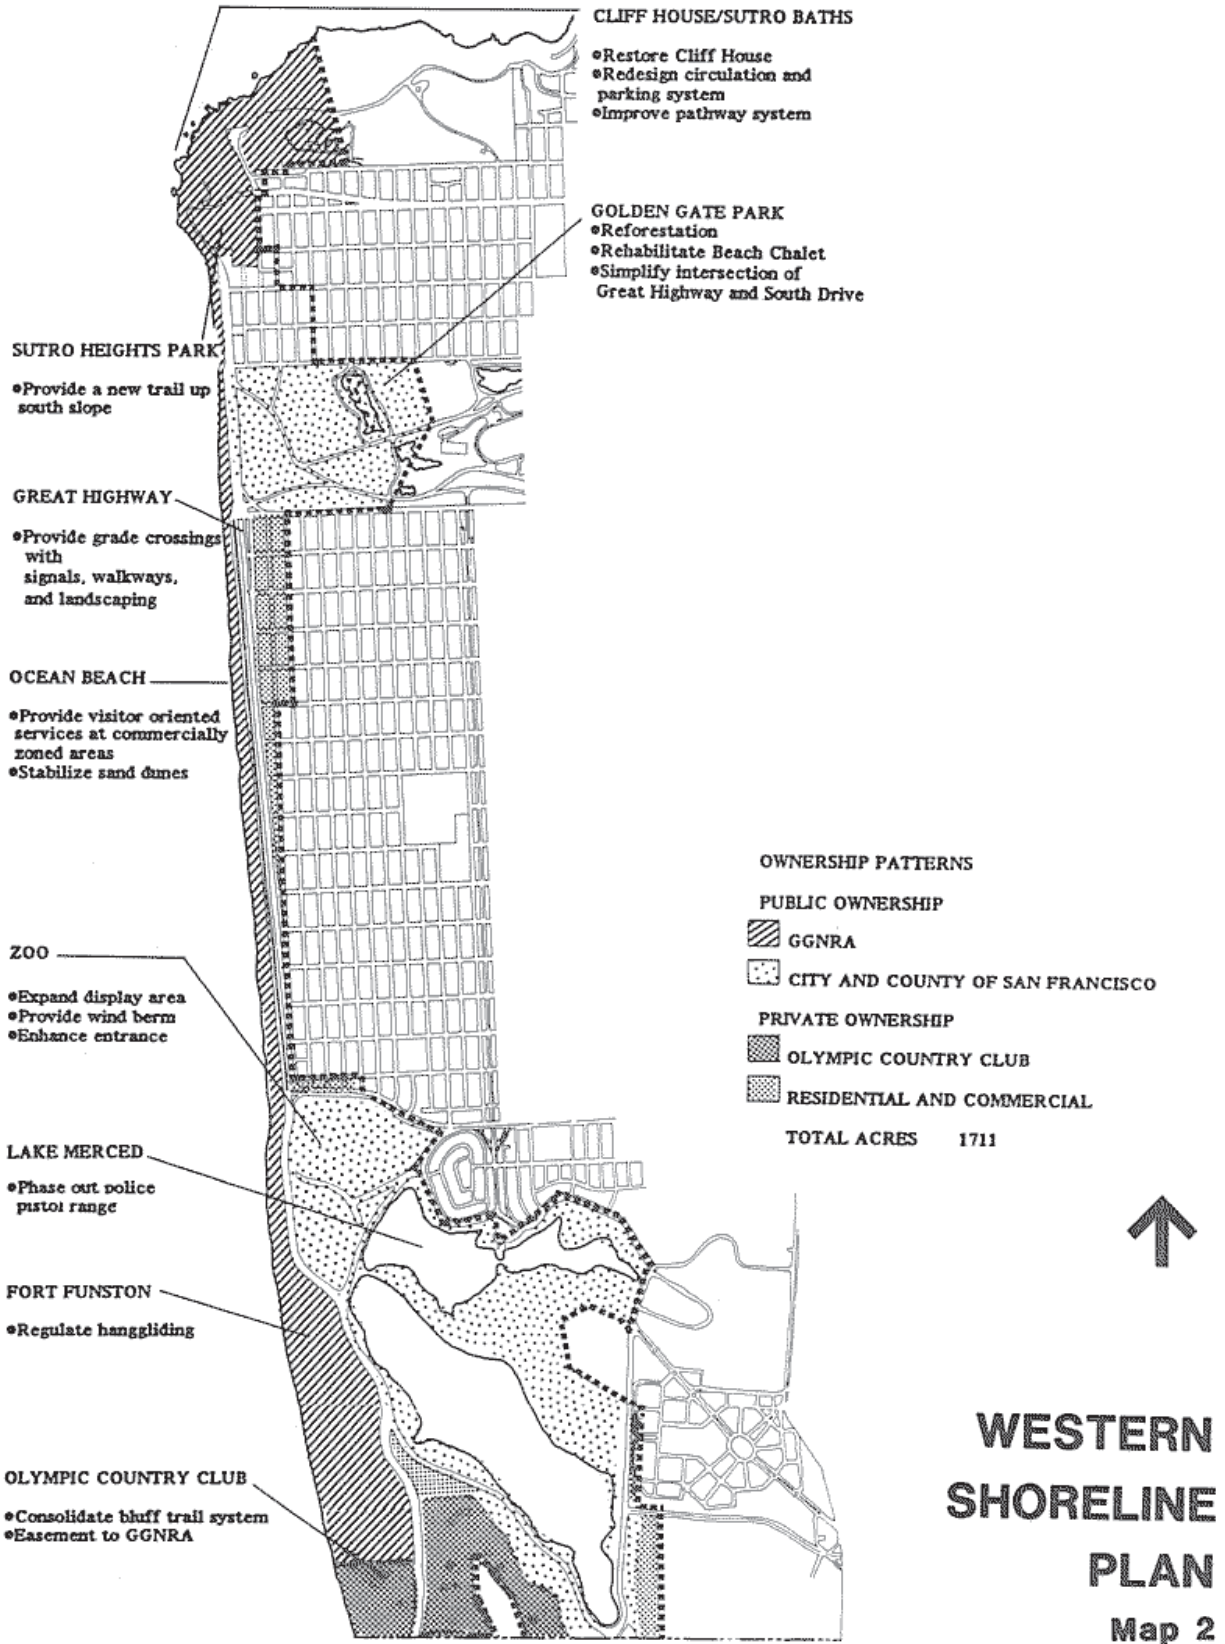 CLIFF HOUSE/SUTRO BATHS
•Restore Cliff House
•Redesign circulation and
parking system
•Improve pathway system
GOLDEN GATE PARK
•Reforestation
•Rehabilitate Beach Chalet
•Simplify intersection of
Great Highway and South Drive
SUTRO HEIGHTS PARK
•Provide a new trail up
south slope
GREAT HIGHWAY
•Provide grade crossings
with
signals, walkways,
and landscaping
OCEAN BEACH
•Provide visitor oriented
services at commercially
zoned areas
•Stabilize sand dunes
ZOO
•Expand display area
•Provide wind berm
•Enhance entrance
LAKE MERCED
•Phase out police
pistol range
FORT FUNSTON
•Regulate hanggliding
OLYMPIC COUNTRY CLUB
•Consolidate bluff trail system
•Easement to GGNRA
OWNERSHIP PATTERNS
PUBLIC OWNERSHIP
GGNRA
CITY AND COUNTY OF SAN FRANCISCO
PRIVATE OWNERSHIP
OLYMPIC COUNTRY CLUB
RESIDENTIAL AND COMMERCIAL
TOTAL ACRES 1711
WESTERN
SHORELINE
PLAN
Map 2